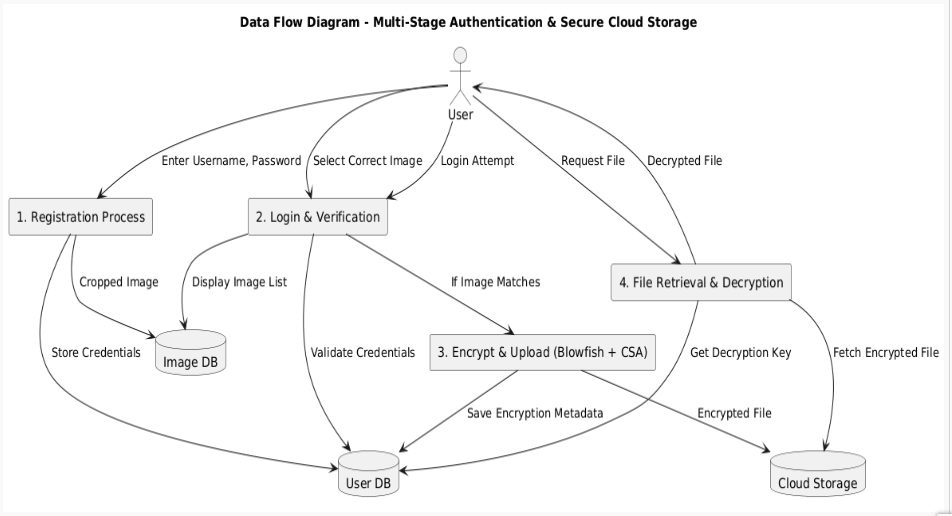 Data Flow Diagram - Multi-Stage Authentication & Secure Cloud Storage
User
Enter Username, Password
Select Correct Image
Login Attempt
Request File
Decrypted File
1. Registration Process
2. Login & Verification
4. File Retrieval & Decryption
Cropped Image
Display Image List
If Image Matches
Store Credentials
Image DB
Validate Credentials
3. Encrypt & Upload (Blowfish + CSA)
Get Decryption Key
Fetch Encrypted File
Save Encryption Metadata
Encrypted File
User DB
Cloud Storage